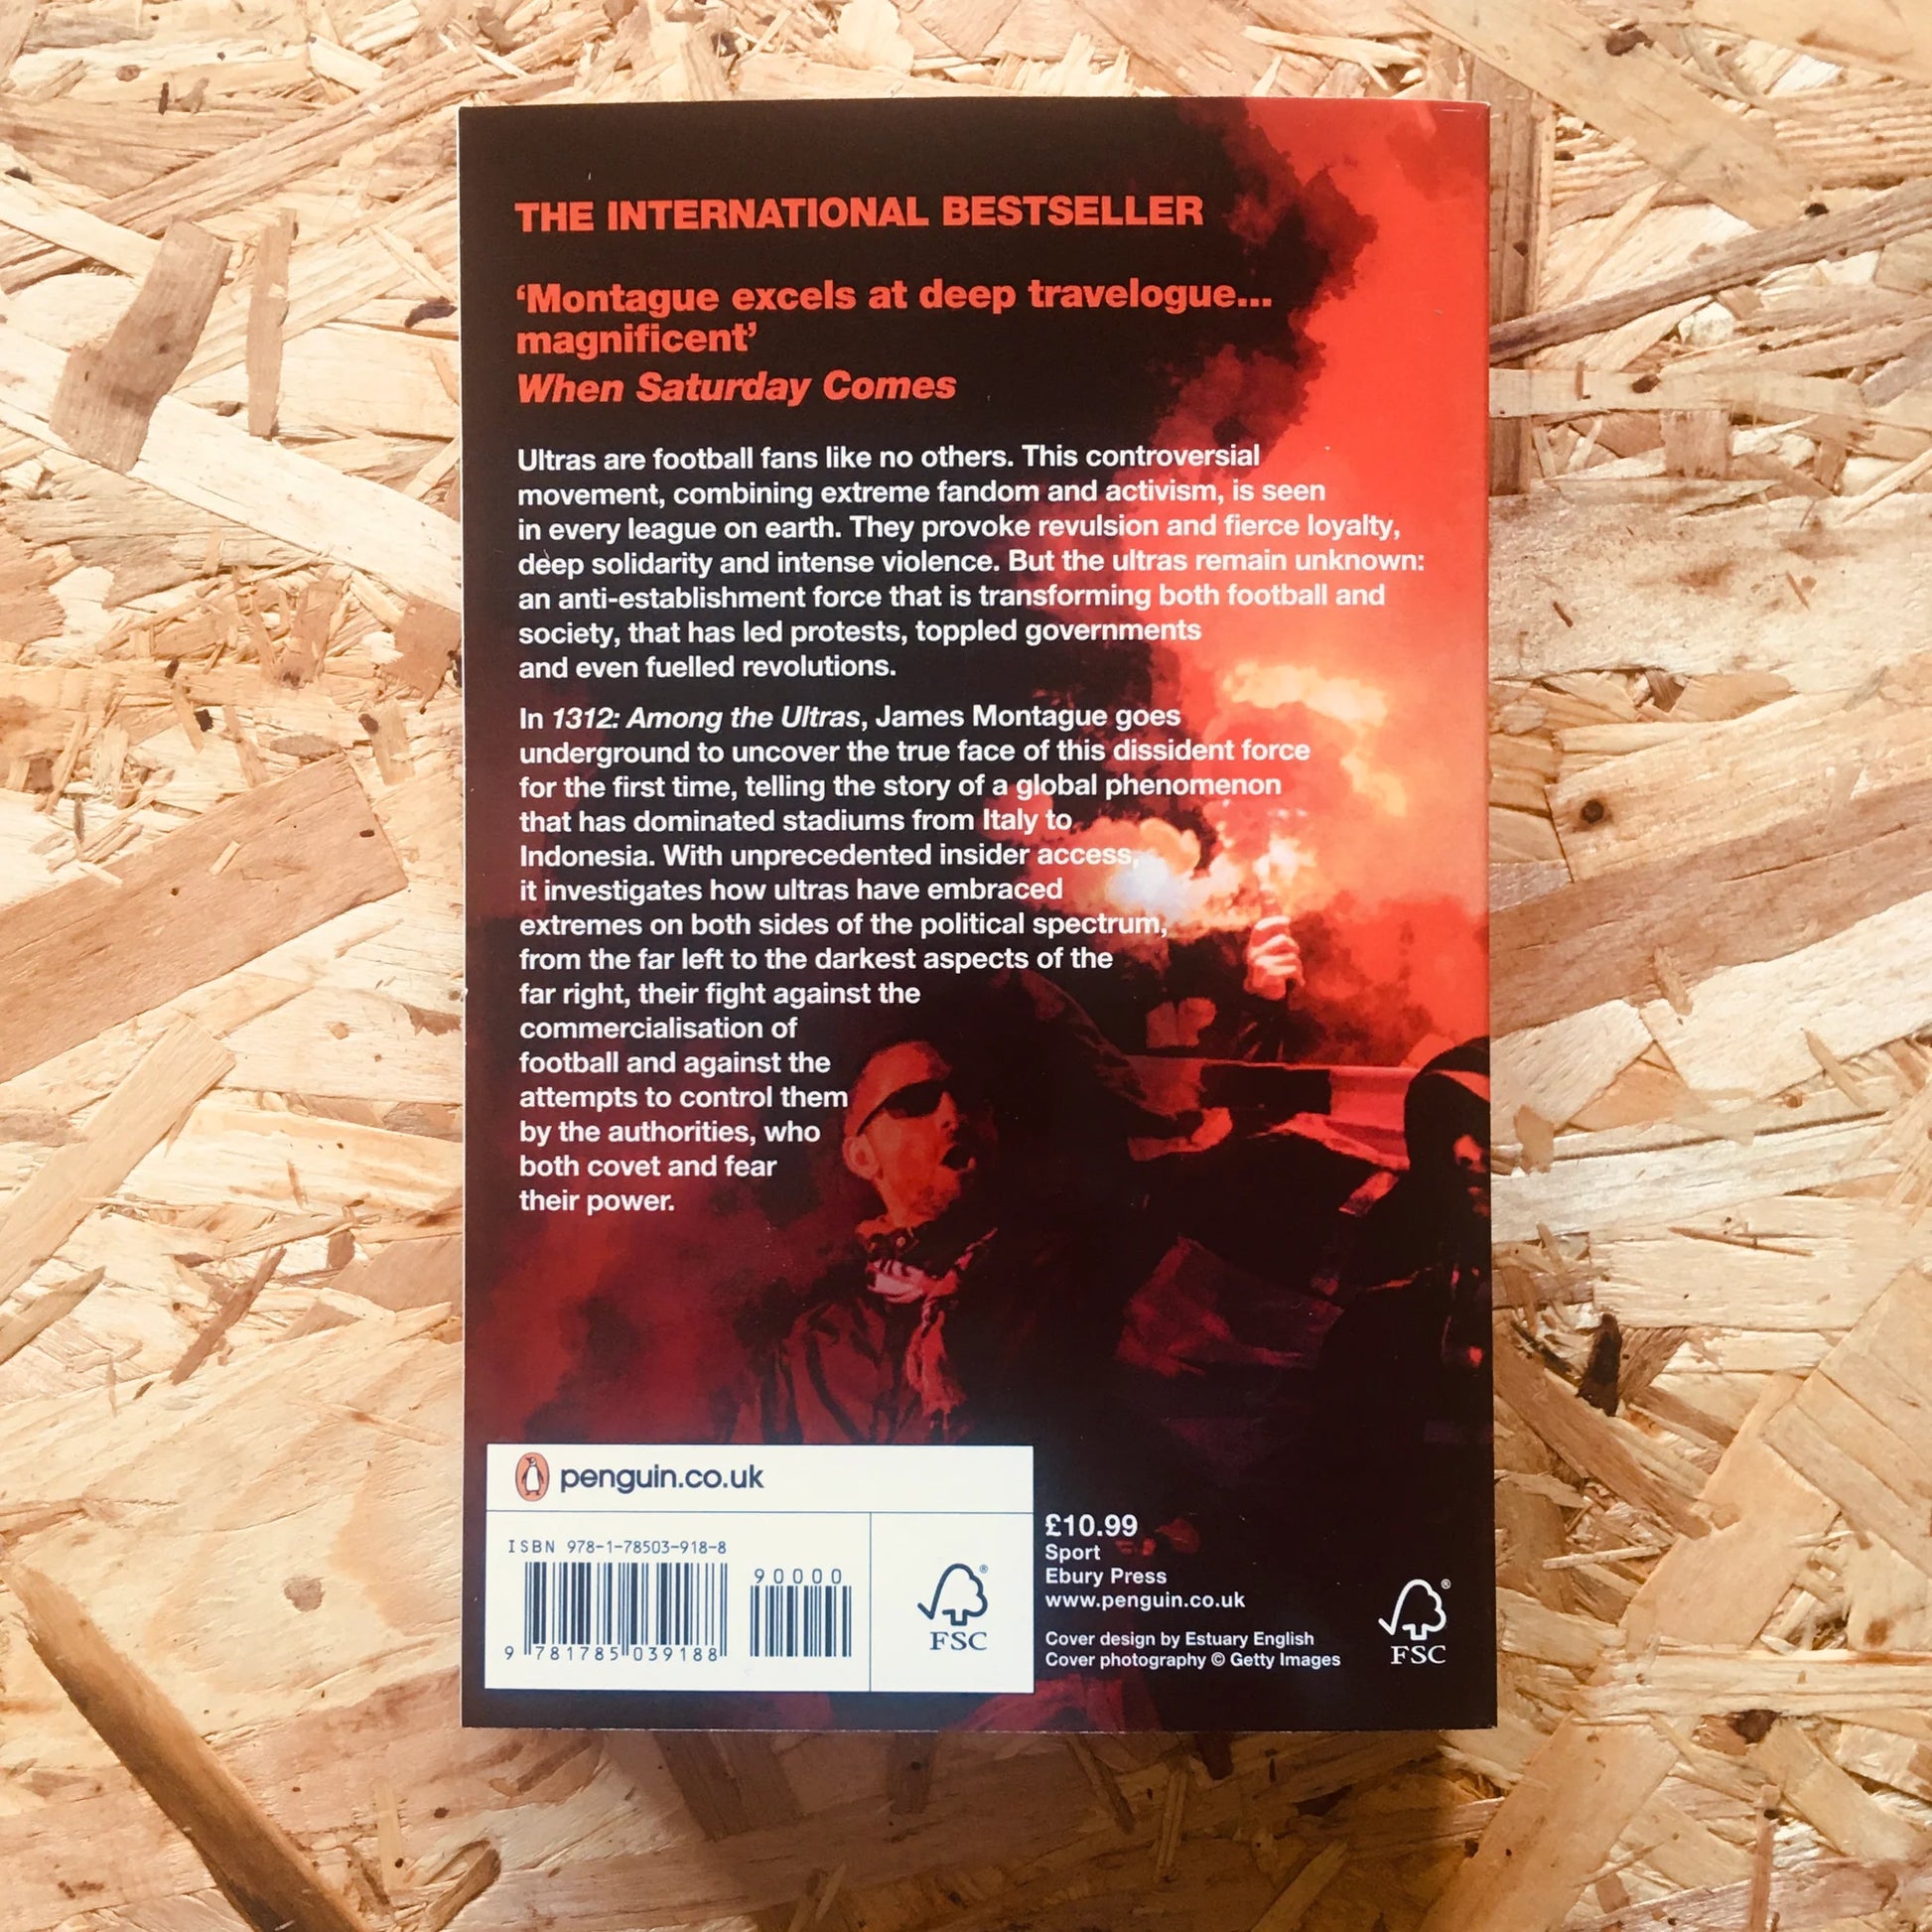 THE INTERNATIONAL BESTSELLER
‘Montague excels at deep travelogue...
magnificent’
When Saturday Comes
Ultras are football fans like no others. This controversial
movement, combining extreme fandom and activism, is seen
in every league on earth. They provoke revulsion and fierce loyalty,
deep solidarity and intense violence. But the ultras remain unknown:
an anti-establishment force that is transforming both football and
society, that has led protests, toppled governments
and even fuelled revolutions.
In 1312: Among the Ultras, James Montague goes
underground to uncover the true face of this dissident force
for the first time, telling the story of a global phenomenon
that has dominated stadiums from Italy to
Indonesia. With unprecedented insider access,
it investigates how ultras have embraced
extremes on both sides of the political spectrum,
from the far left to the darkest aspects of the
far right, their fight against the
commercialisation of
football and against the
attempts to control them
by the authorities, who
both covet and fear
their power.
penguin.co.uk
ISBN 978-1-78503-918-8
90000
9 781785 039188
FSC®
£10.99
Sport
Ebury Press
www.penguin.co.uk
Cover design by Estuary English
Cover photography © Getty Images
FSC®